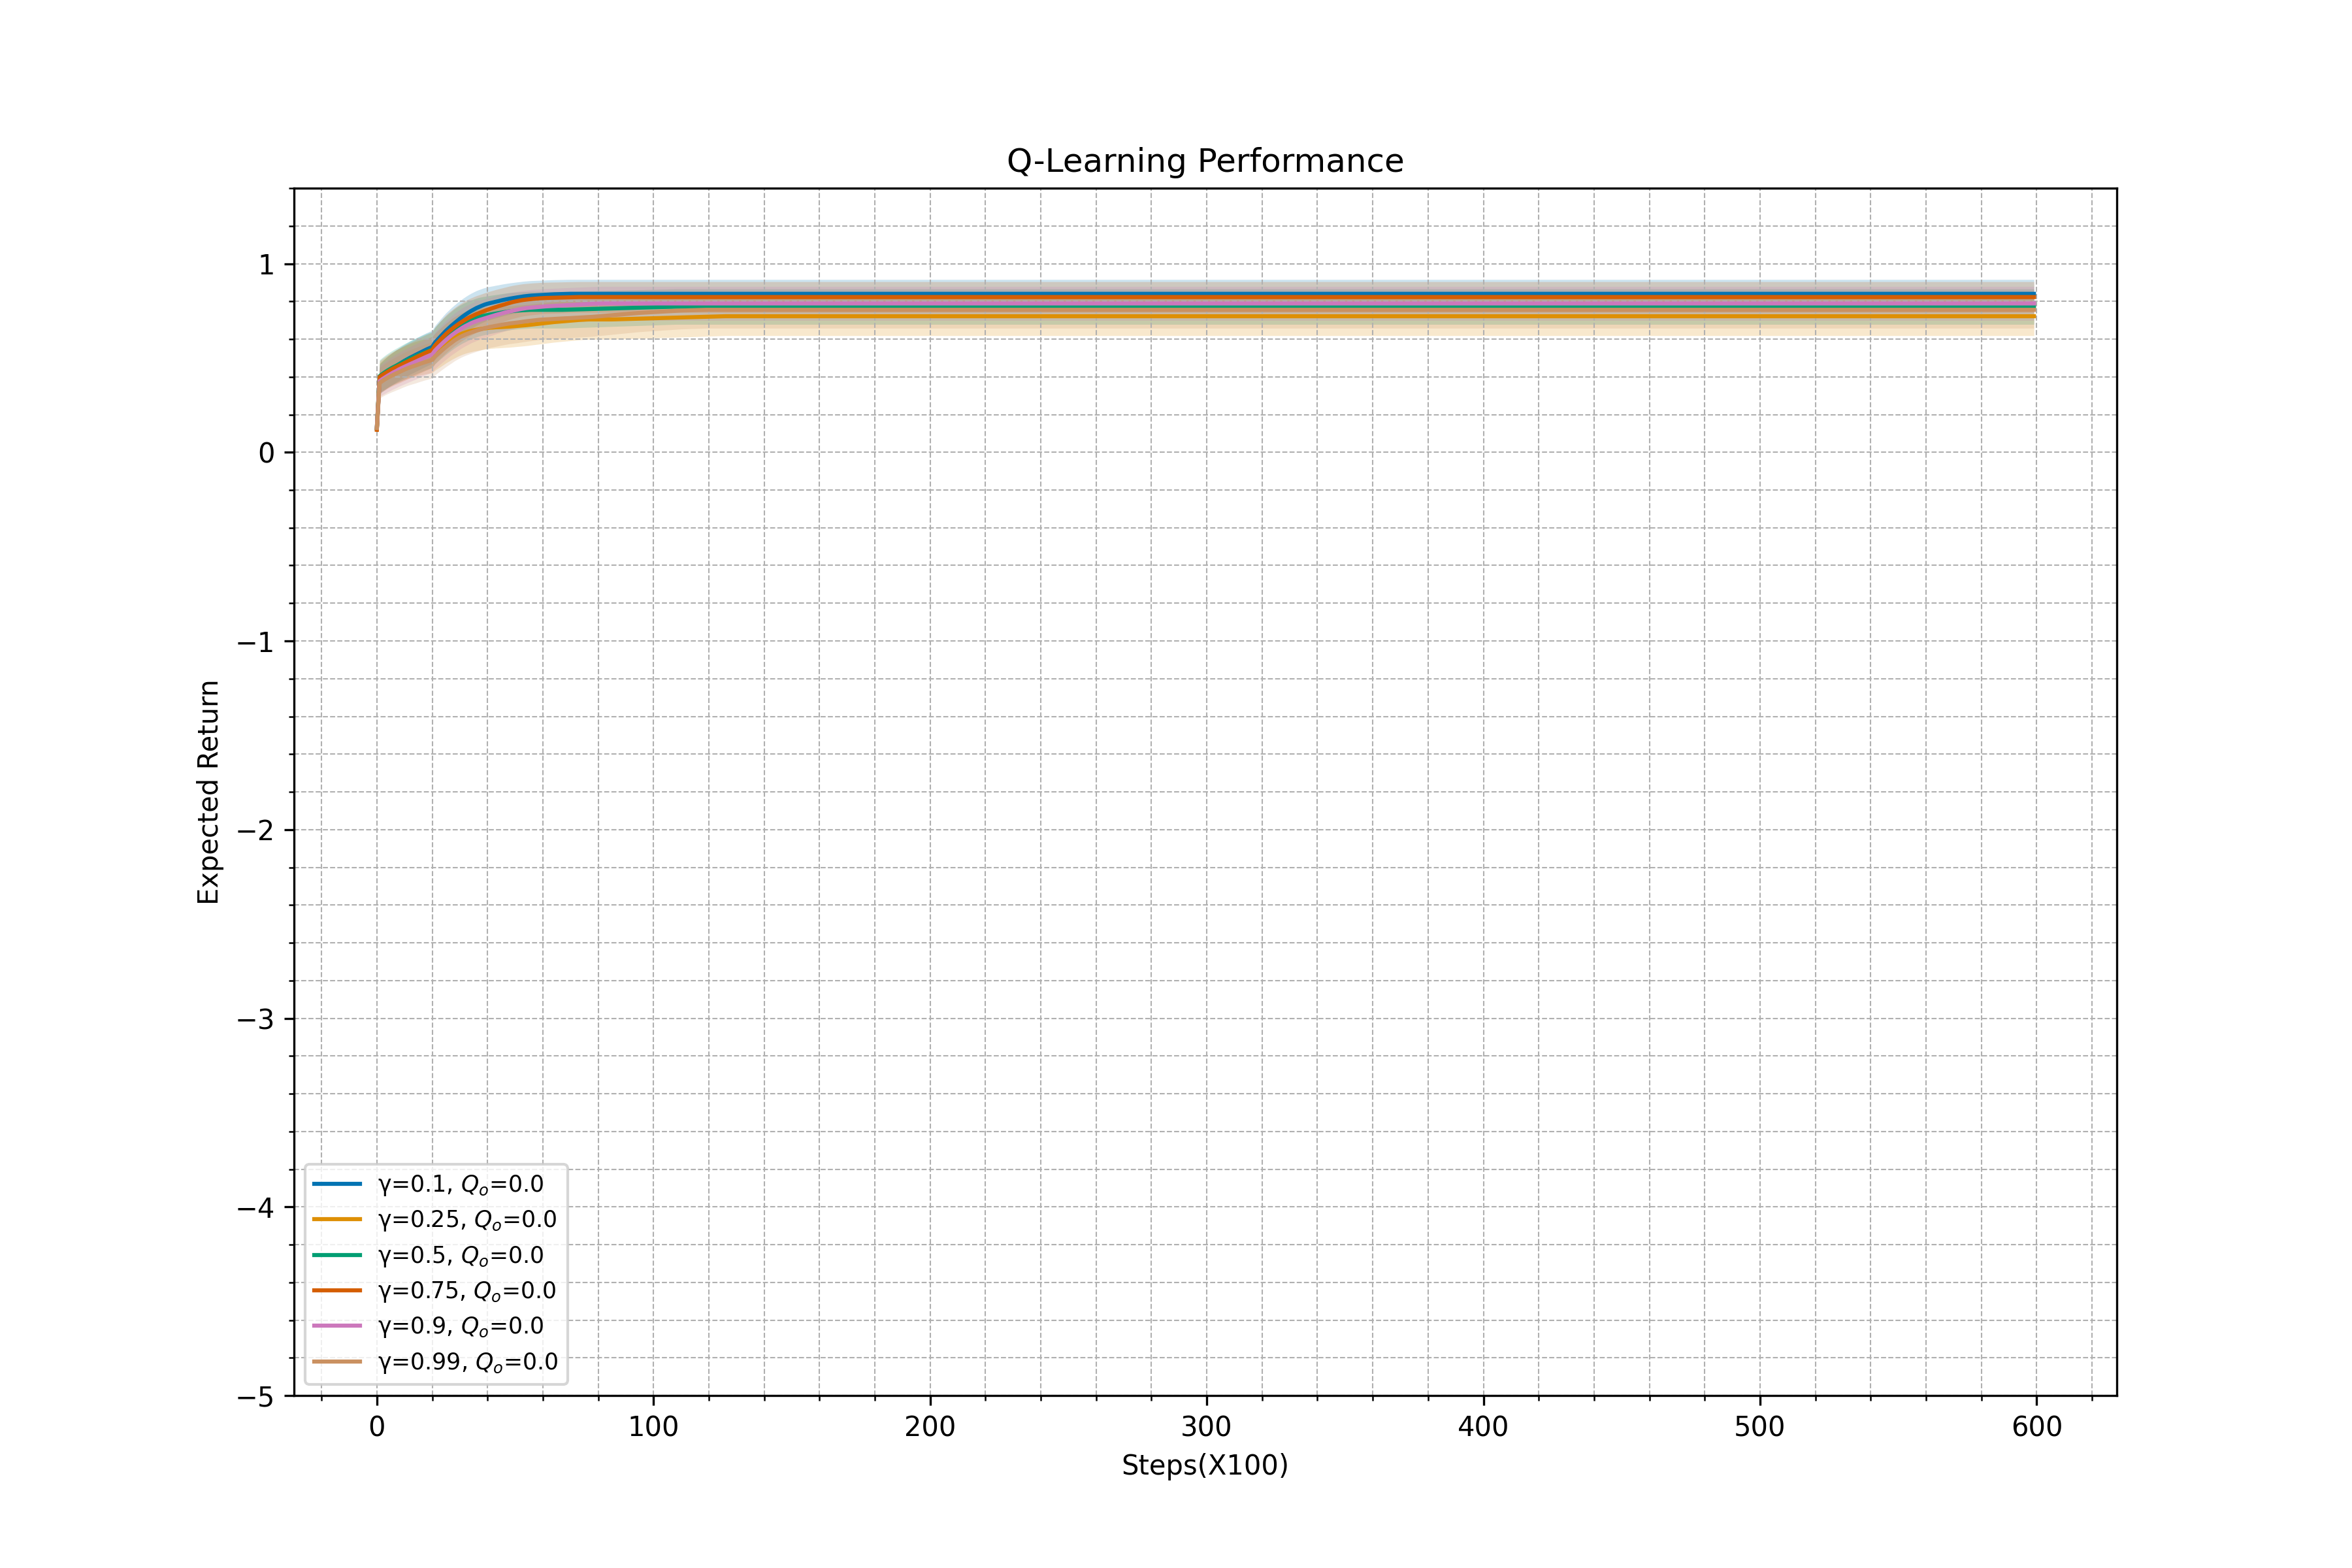 Q-Learning Performance
1
0
−1
−2
−3
−4
−5
Expected Return
γ=0.1, Qo=0.0
γ=0.25, Qo=0.0
γ=0.5, Qo=0.0
γ=0.75, Qo=0.0
γ=0.9, Qo=0.0
γ=0.99, Qo=0.0
0 100 200 300 400 500 600
Steps(X100)